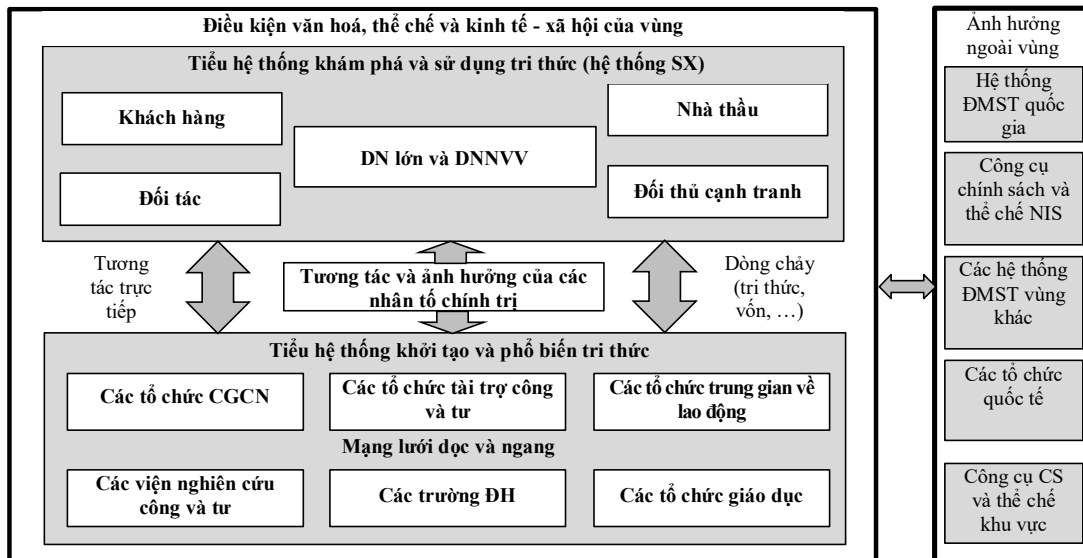 Điều kiện văn hoá, thể chế và kinh tế - xã hội của vùng
Tiểu hệ thống khám phá và sử dụng tri thức (hệ thống SX)
Khách hàng
Nhà thầu
DN lớn và DNNVV
Đối tác
Đối thủ cạnh tranh
Tương
tác trực
tiếp
Tương tác và ảnh hưởng của các
nhân tố chính trị
Dòng chảy
(tri thức,
vốn, …)
Tiểu hệ thống khởi tạo và phổ biến tri thức
Các tổ chức CGCN
Các tổ chức tài trợ công
và tư
Các tổ chức trung gian về
lao động
Mạng lưới dọc và ngang
Các viện nghiên cứu
công và tư
Các trường ĐH
Các tổ chức giáo dục
Ảnh hưởng
ngoài vùng
Hệ thống
ĐMST quốc
gia
Công cụ
chính sách và
thể chế NIS
Các hệ thống
ĐMST vùng
khác
Các tổ chức
quốc tế
Công cụ CS
và thể chế
khu vực